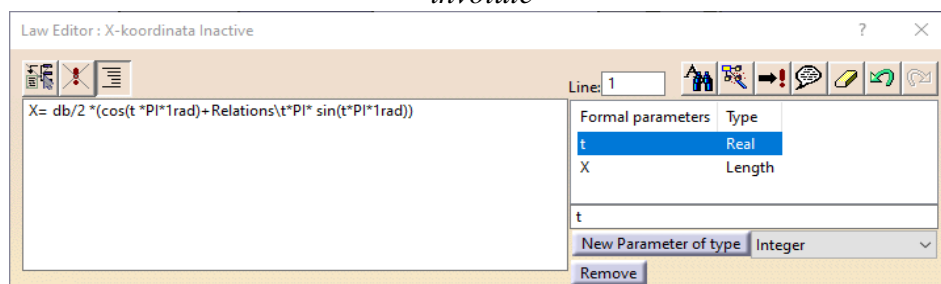 involute
Law Editor : X-koordinata Inactive
Line: 1
X= db/2 *(cos(t *PI*1rad)+Relations\t*PI* sin(t*PI*1rad))
Formal parameters Type
t Real
X Length
t
New Parameter of type Integer
Remove